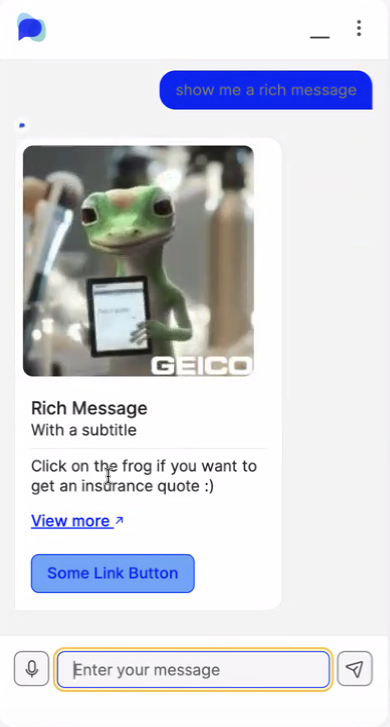 show me a rich message
GEICO
Rich Message
With a subtitle
Click on the frog if you want to
get an insurance quote :)
View more ↗
Some Link Button
Enter your message